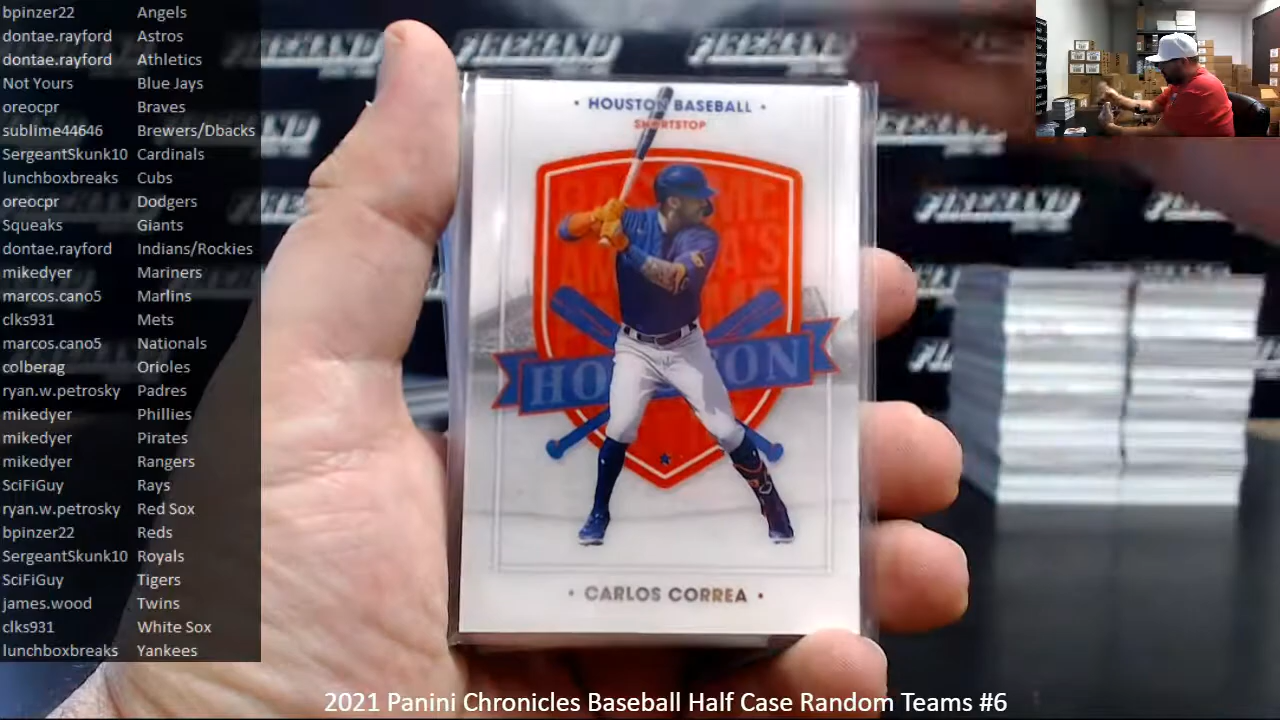 bpinzer22 Angels
dontae.rayford Astros
dontae.rayford Athletics
Not Yours Blue Jays
oreocpr Braves
sublime44646 Brewers/Dbacks
SergeantSkunk10 Cardinals
lunchboxbreaks Cubs
oreocpr Dodgers
Squeaks Giants
dontae.rayford Indians/Rockies
mikedyer Mariners
marcos.cano5 Marlins
clks931 Mets
marcos.cano5 Nationals
colberag Orioles
ryan.w.petrosky Padres
mikedyer Phillies
mikedyer Pirates
mikedyer Rangers
SciFiGuy Rays
ryan.w.petrosky Red Sox
bpinzer22 Reds
SergeantSkunk10 Royals
SciFiGuy Tigers
james.wood Twins
clks931 White Sox
lunchboxbreaks Yankees
FIREHAND
• HOUSTON BASEBALL •
SHORTSTOP
• CARLOS CORREA •
2021 Panini Chronicles Baseball Half Case Random Teams #6